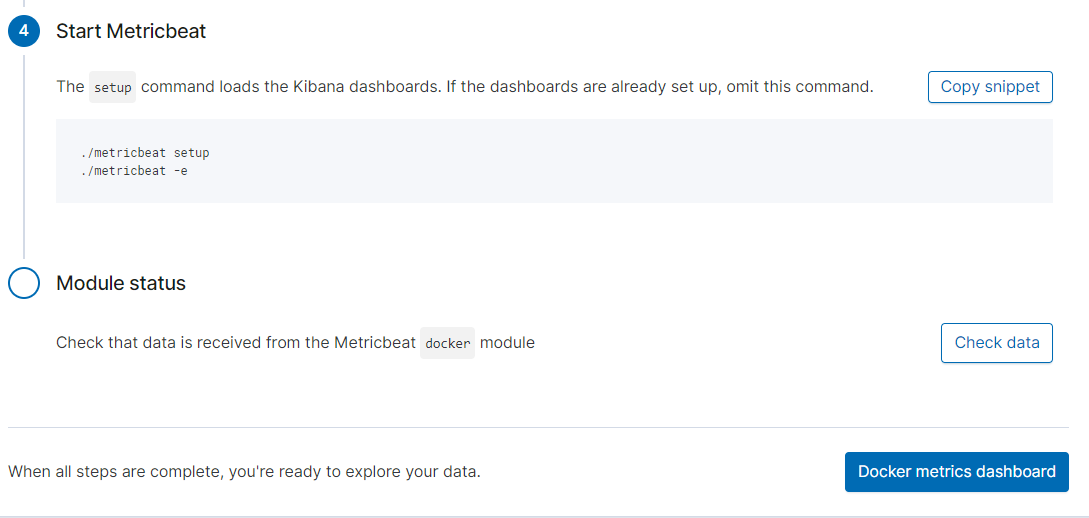 4 Start Metricbeat
The setup command loads the Kibana dashboards. If the dashboards are already set up, omit this command. Copy snippet
./metricbeat setup
./metricbeat -e
Module status
Check that data is received from the Metricbeat docker module Check data
When all steps are complete, you're ready to explore your data. Docker metrics dashboard